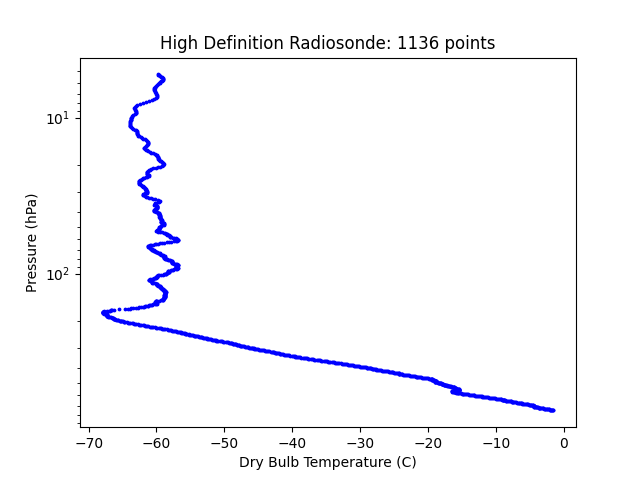 High Definition Radiosonde: 1136 points
Pressure (hPa)
10¹
10²
−70 −60 −50 −40 −30 −20 −10 0
Dry Bulb Temperature (C)